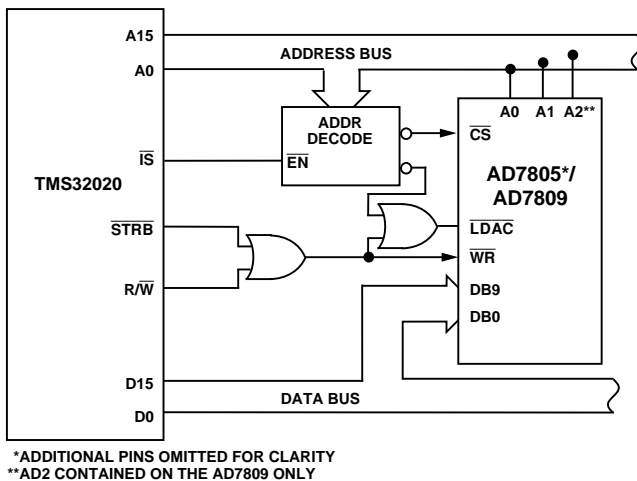 A15
ADDRESS BUS
A0
ADDR
DECODE
A0 A1 A2**
CS
IS
EN
TMS32020
AD7805*/
AD7809
STRB
LDAC
WR
R/W
DB9
DB0
D15
DATA BUS
D0
*ADDITIONAL PINS OMITTED FOR CLARITY
**AD2 CONTAINED ON THE AD7809 ONLY